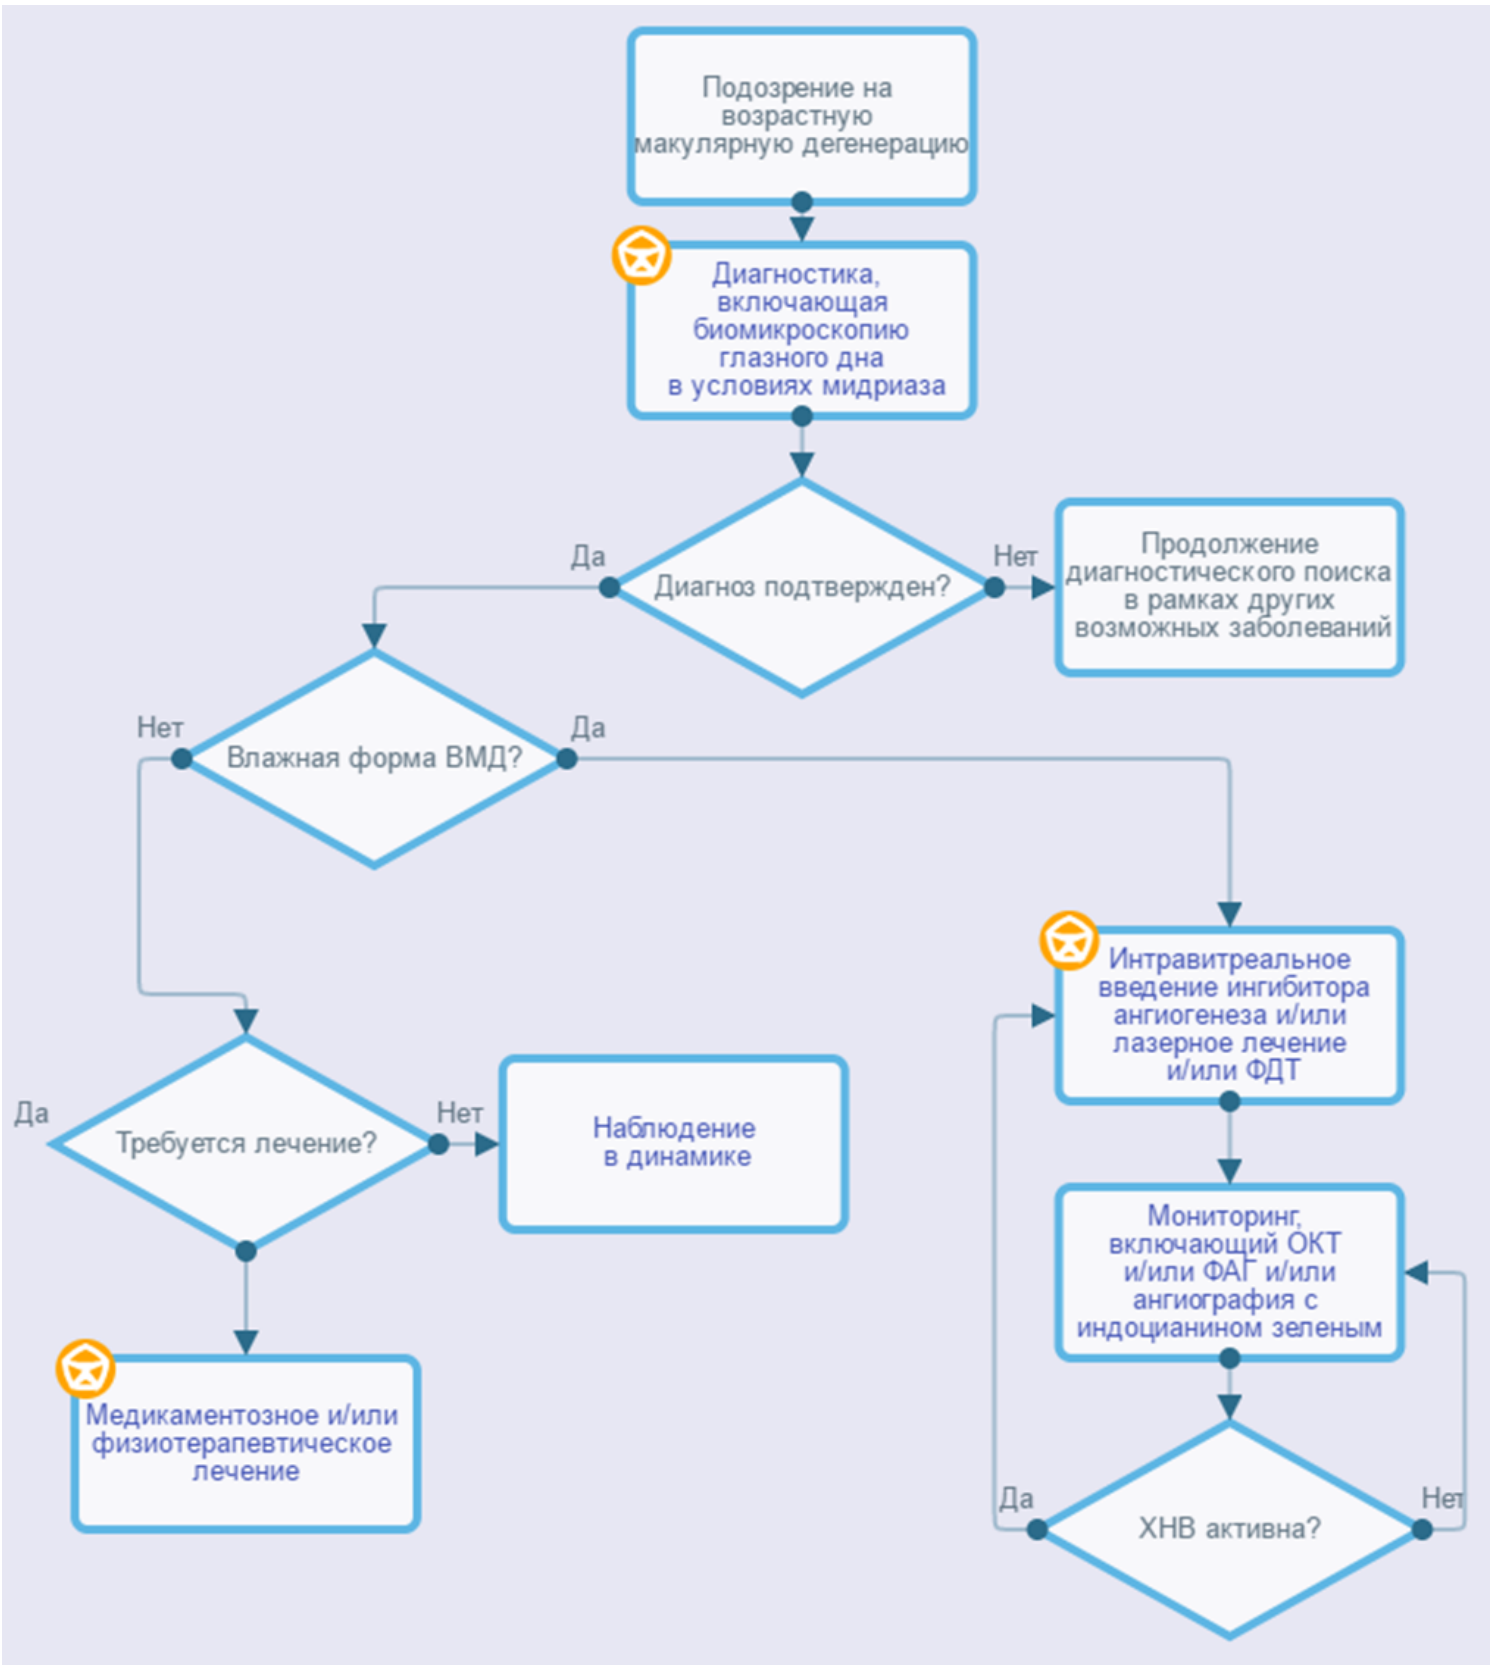 Подозрение на
возрастную
макулярную дегенерацию
Диагностика,
включающая
биомикроскопию
глазного дна
в условиях мидриаза
Да
Диагноз подтвержден?
Нет
Продолжение
диагностического поиска
в рамках других
возможных заболеваний
Нет
Влажная форма ВМД?
Да
Интравитреальное
введение ингибитора
ангиогенеза и/или
лазерное лечение
и/или ФДТ
Да
Требуется лечение?
Нет
Наблюдение
в динамике
Мониторинг,
включающий ОКТ
и/или ФАГ и/или
ангиография с
индоцианином зеленым
Медикаментозное и/или
физиотерапевтическое
лечение
Да
ХНВ активна?
Нет